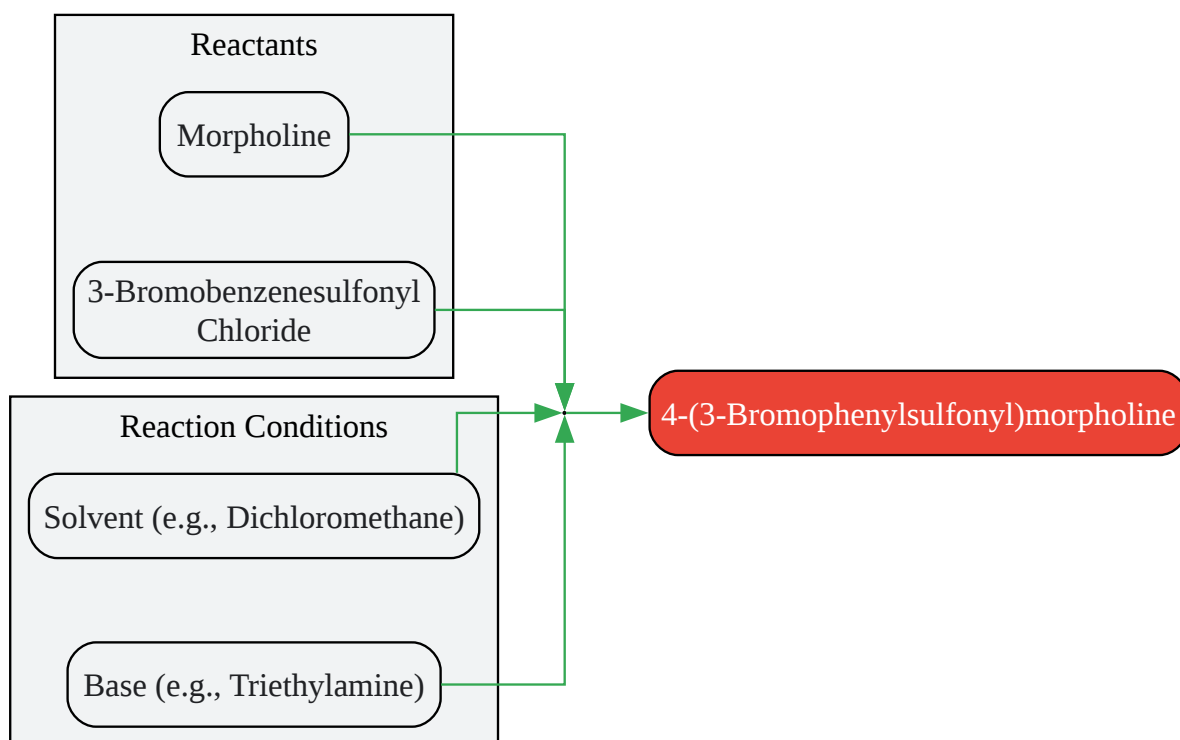 Reactants
Morpholine
3-Bromobenzenesulfonyl
Chloride
Reaction Conditions
Solvent (e.g., Dichloromethane)
Base (e.g., Triethylamine)
4-(3-Bromophenylsulfonyl)morpholine